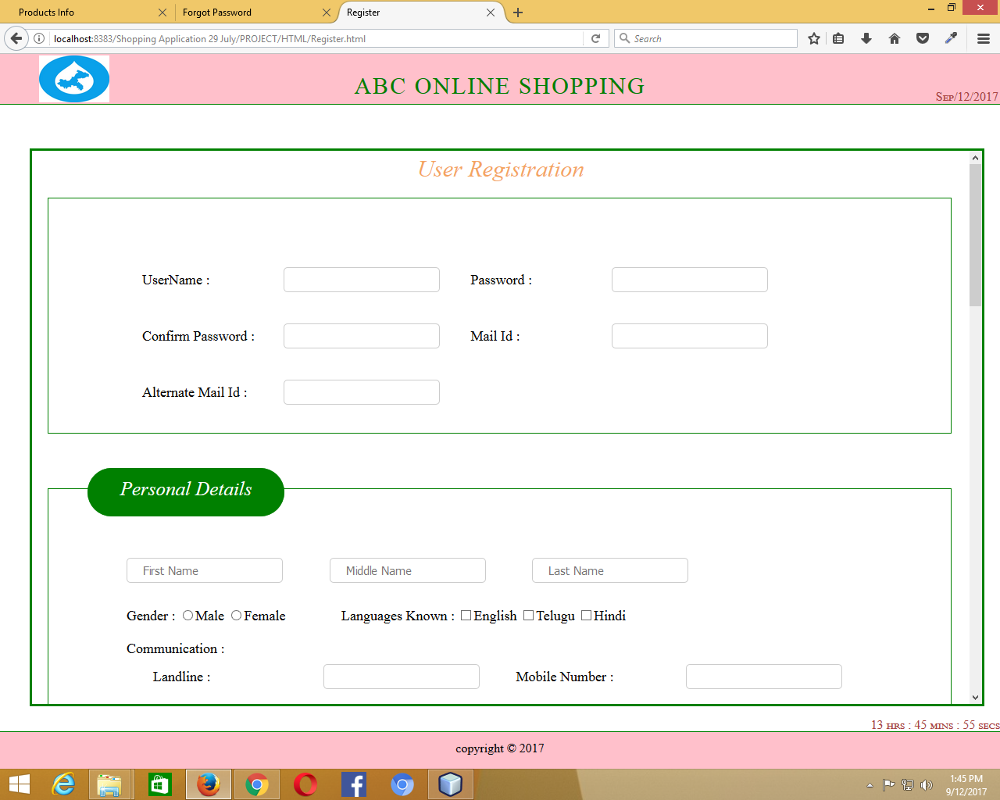 Products Info
Forgot Password
Register
localhost:8383/Shopping Application 29 July/PROJECT/HTML/Register.html
Search
ABC ONLINE SHOPPING
Sep/12/2017
User Registration
UserName :
Password :
Confirm Password :
Mail Id :
Alternate Mail Id :
Personal Details
First Name
Middle Name
Last Name
Gender : Male Female
Languages Known : English Telugu Hindi
Communication :
Landline :
Mobile Number :
13 hrs : 45 mins : 55 secs
copyright © 2017
1:45 PM
9/12/2017